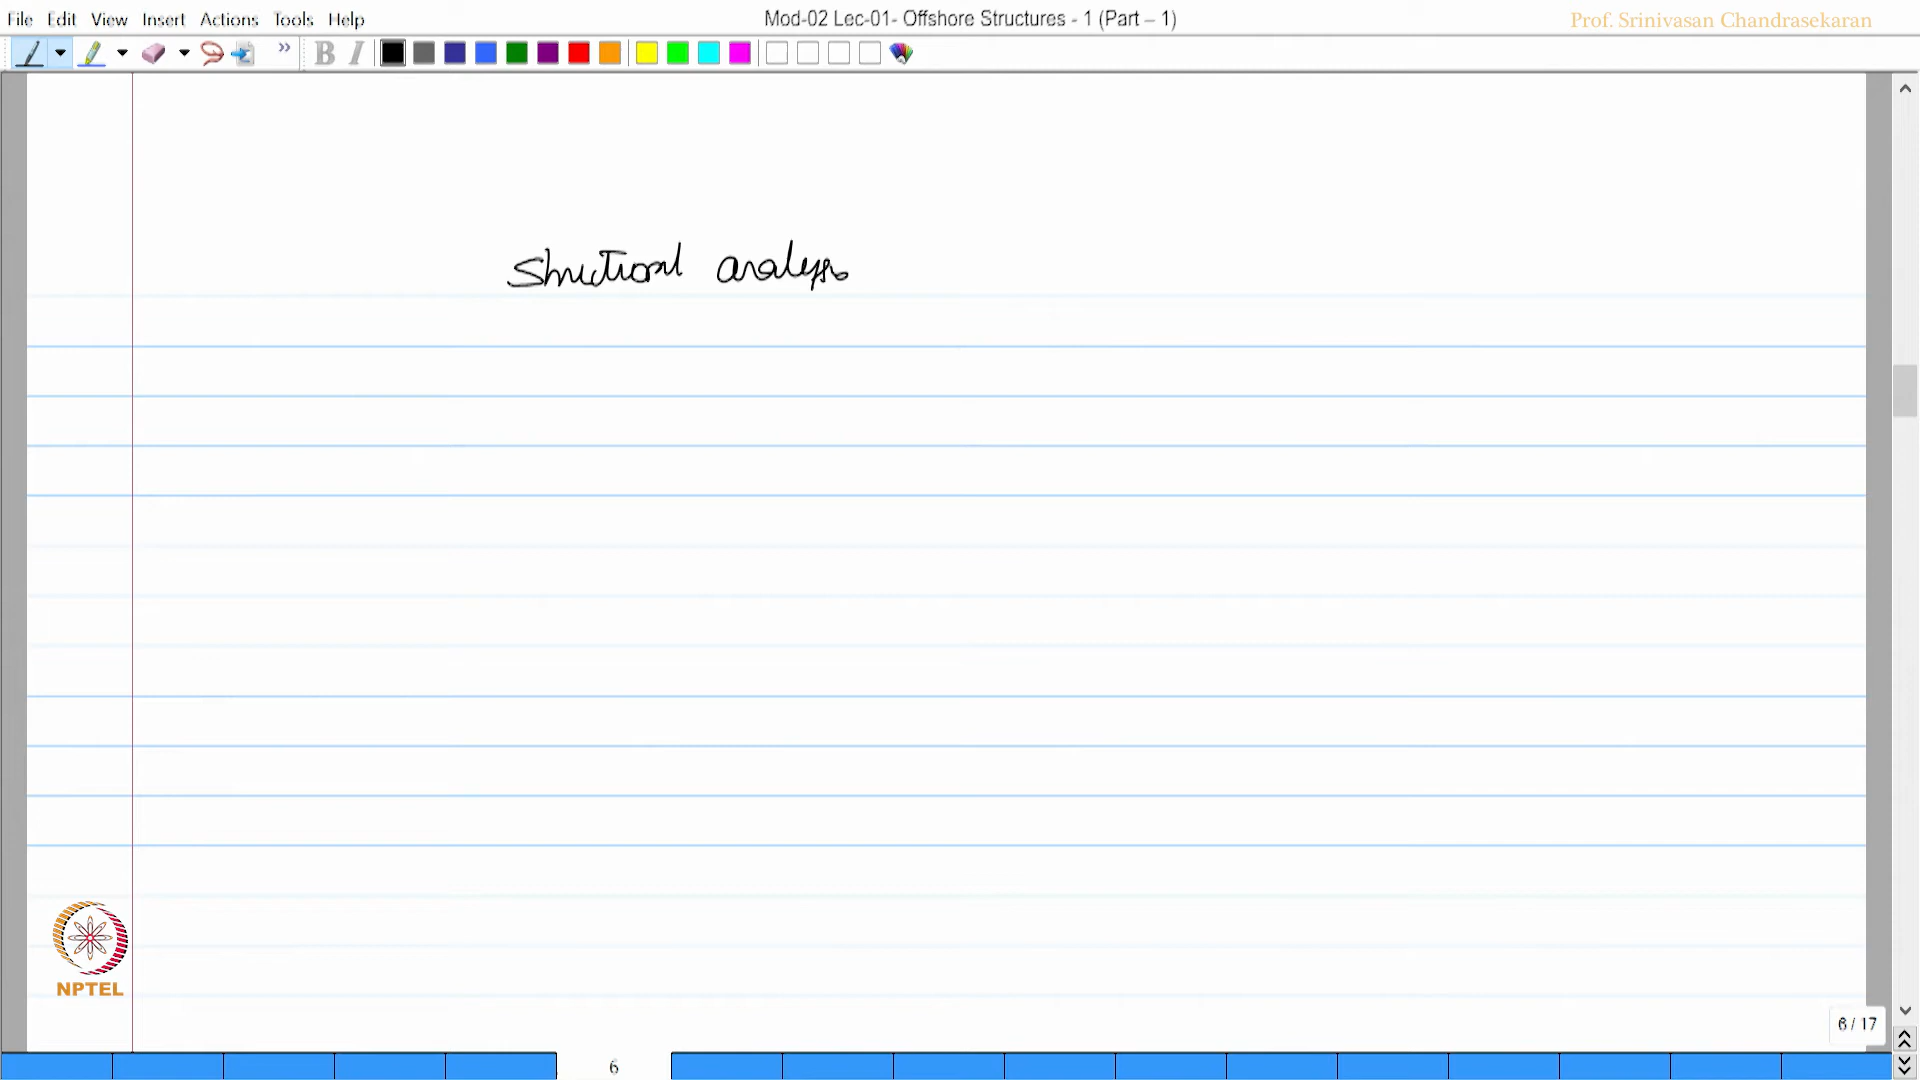 File Edit View Insert Actions Tools Help
Mod-02 Lec-01- Offshore Structures - 1 (Part – 1)
Prof. Srinivasan Chandrasekaran
B I
Structural analysis
NPTEL
6 / 17
6